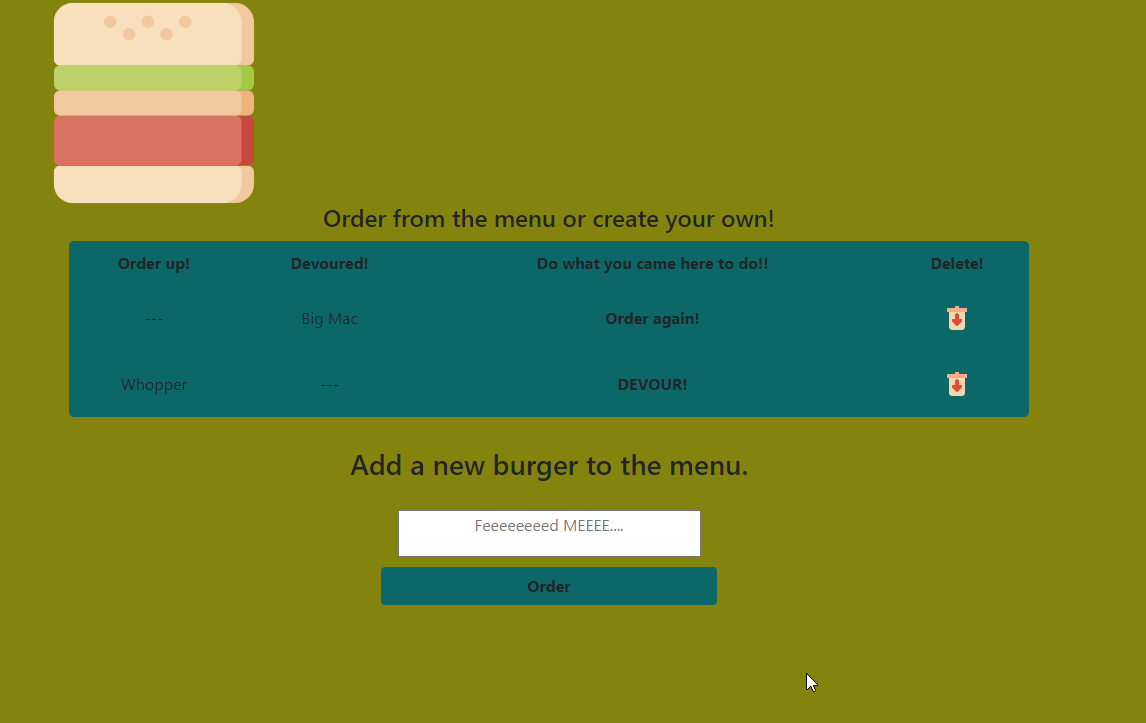 Order from the menu or create your own!
Order up! Devoured! Do what you came here to do!! Delete!
--- Big Mac Order again!
Whopper --- DEVOUR!
Add a new burger to the menu.
Feeeeeeeed MEEEE....
Order